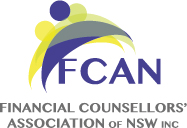 FCAN
FINANCIAL COUNSELLORS'
ASSOCIATION OF NSW INC